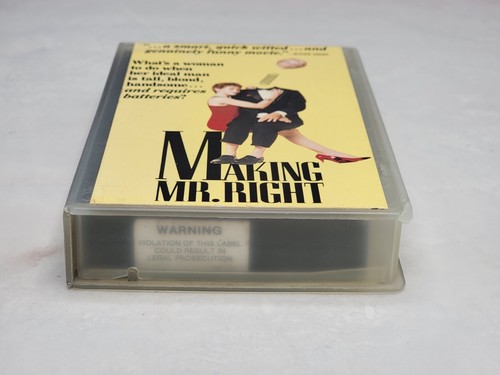 "...a smart, quick witted...and
genuinely funny movie."
What's a woman
to do when
her ideal man
is tall, blond,
handsome...
and requires
batteries?
MAKING
MR. RIGHT
WARNING
VIOLATION OF THIS LABEL
COULD RESULT IN
LEGAL PROSECUTION